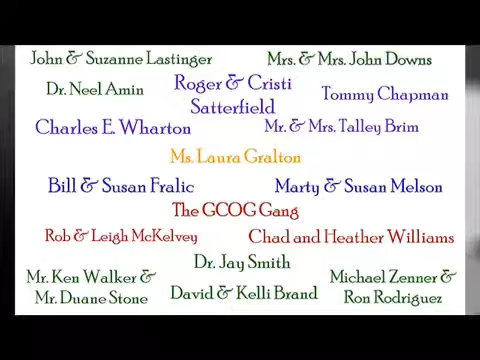 John & Suzanne Lastinger
Mrs. & Mrs. John Downs
Dr. Neel Amin
Roger & Cristi
Satterfield
Tommy Chapman
Charles E. Wharton
Mr. & Mrs. Talley Brim
Ms. Laura Gralton
Bill & Susan Fralic
Marty & Susan Melson
The GCOG Gang
Rob & Leigh McKelvey
Chad and Heather Williams
Dr. Jay Smith
Mr. Ken Walker &
Mr. Duane Stone
David & Kelli Brand
Michael Zenner &
Ron Rodriguez